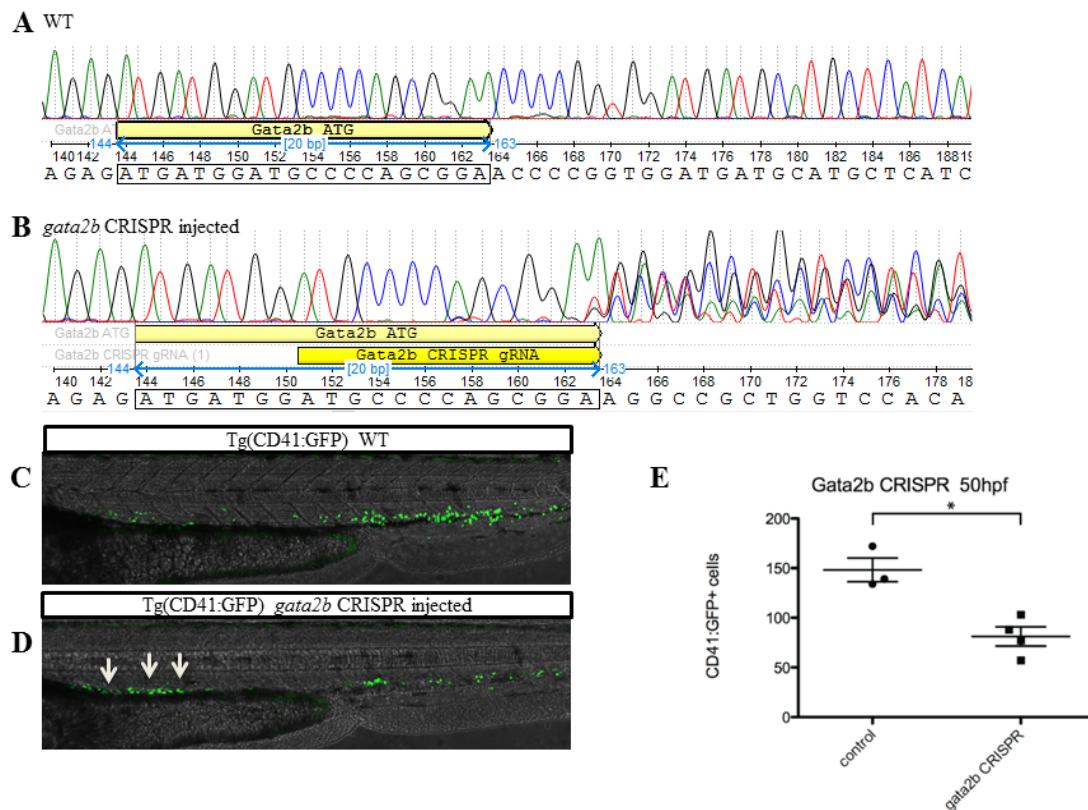 A WT
Gata2b A
Gata2b ATG
144 [20 bp] 163
140 142 144 146 148 150 152 154 156 158 160 162 164 166 168 170 172 174 176 178 180 182 184 186 188 19
A G A G A T G A T G G A T G C C C C A G C G G A A C C C C G G T G G A T G A T G C A T G C T C A T C
B gata2b CRISPR injected
Gata2b ATG
Gata2b ATG
Gata2b CRISPR gRNA (1)
Gata2b CRISPR gRNA
144 [20 bp] 163
140 142 144 146 148 150 152 154 156 158 160 162 164 166 168 170 172 174 176 178 18
A G A G A T G A T G G A T G C C C C A G C G G A A G G C C G C T G G T C C A C A
Tg(CD41:GFP) WT
C
Tg(CD41:GFP) gata2b CRISPR injected
D
E
Gata2b CRISPR 50hpf
*
CD41:GFP+ cells
200
150
100
50
0
control
gata2b CRISPR